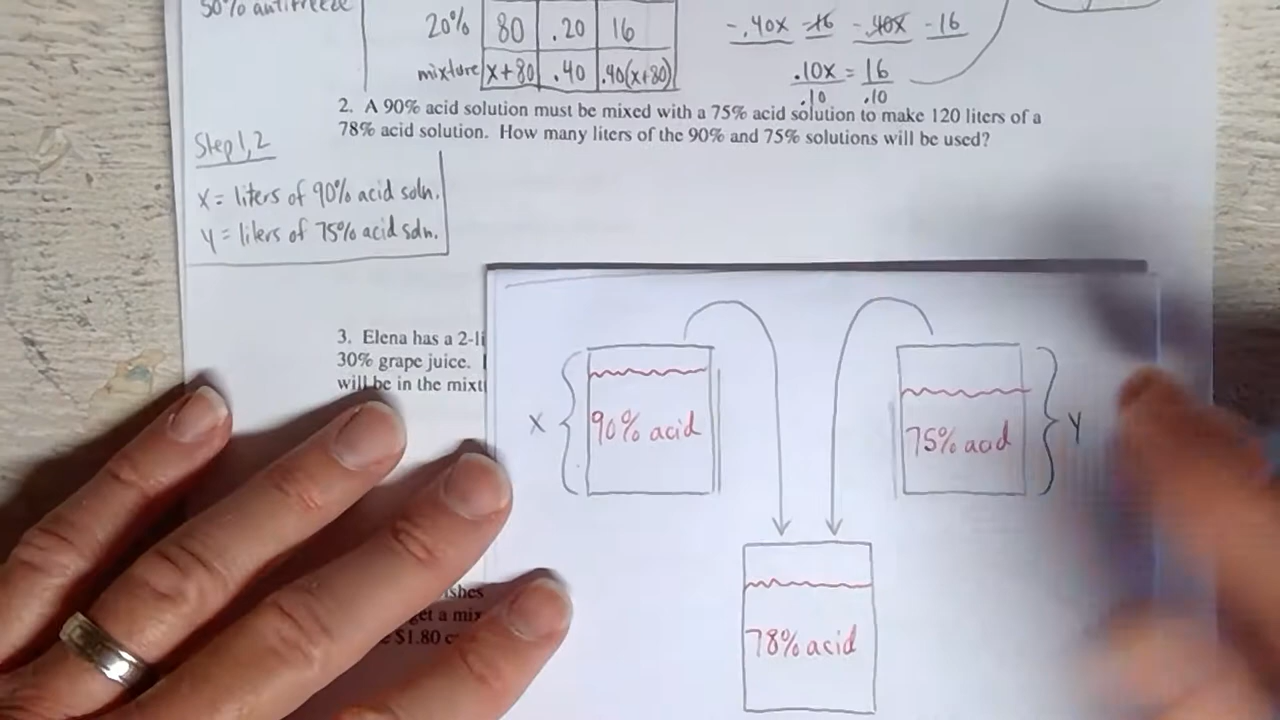 50% antifreeze
20% 80 .20 16
mixture x+80 .40 .40(x+80)
-.40x -16 -.40x -16
.10x = 16
.10 .10
2. A 90% acid solution must be mixed with a 75% acid solution to make 120 liters of a
78% acid solution. How many liters of the 90% and 75% solutions will be used?
Step 1,2
X = liters of 90% acid soln.
Y = liters of 75% acid soln.
3. Elena has a 2-li
30% grape juice.
will be in the mixt
X 90% acid
75% acid Y
78% acid
shes
get a mix
$1.80 c